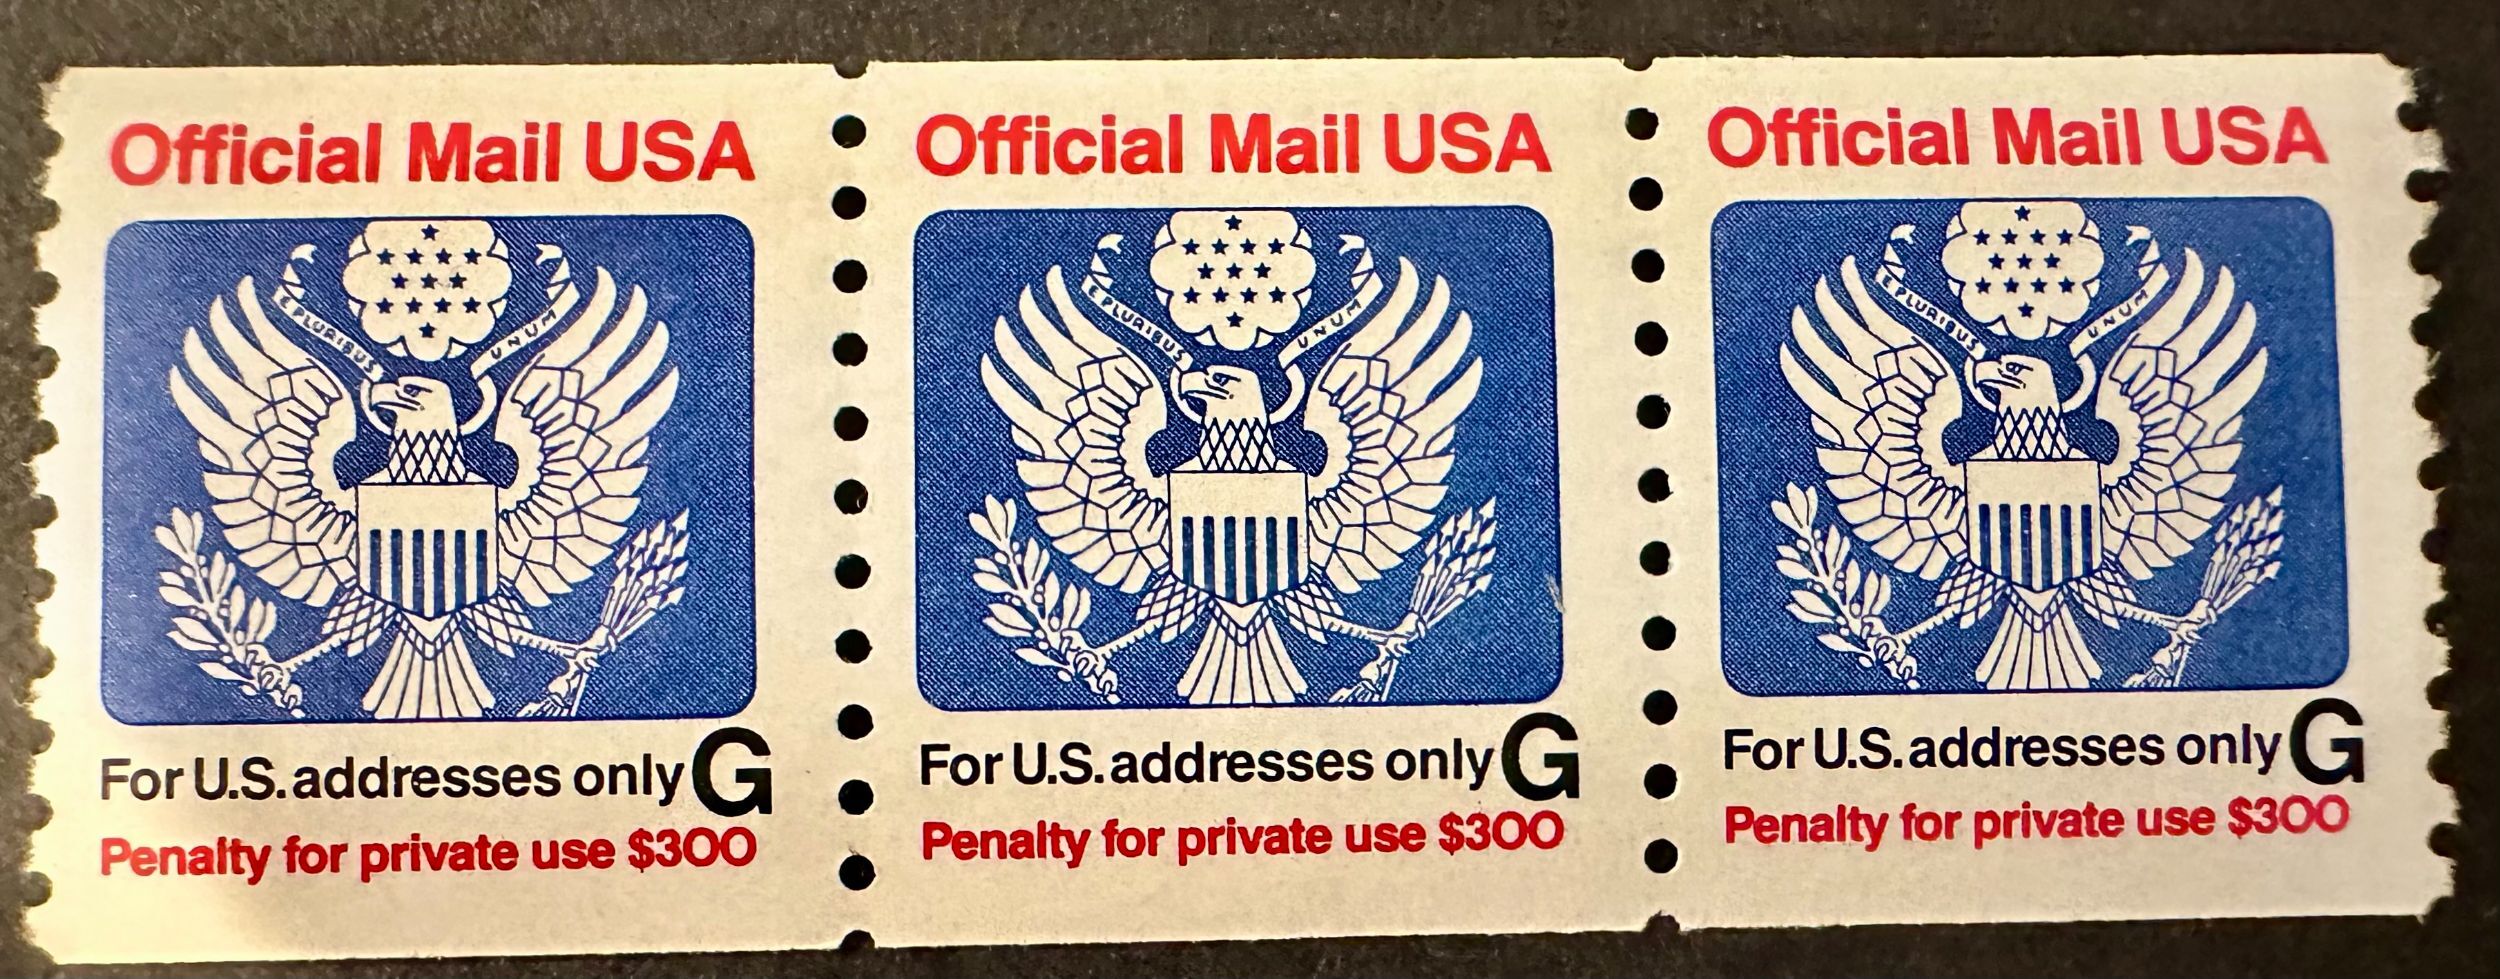 Official Mail USA
E PLURIBUS UNUM
For U.S. addresses only G
Penalty for private use $300
Official Mail USA
E PLURIBUS UNUM
For U.S. addresses only G
Penalty for private use $300
Official Mail USA
E PLURIBUS UNUM
For U.S. addresses only G
Penalty for private use $300